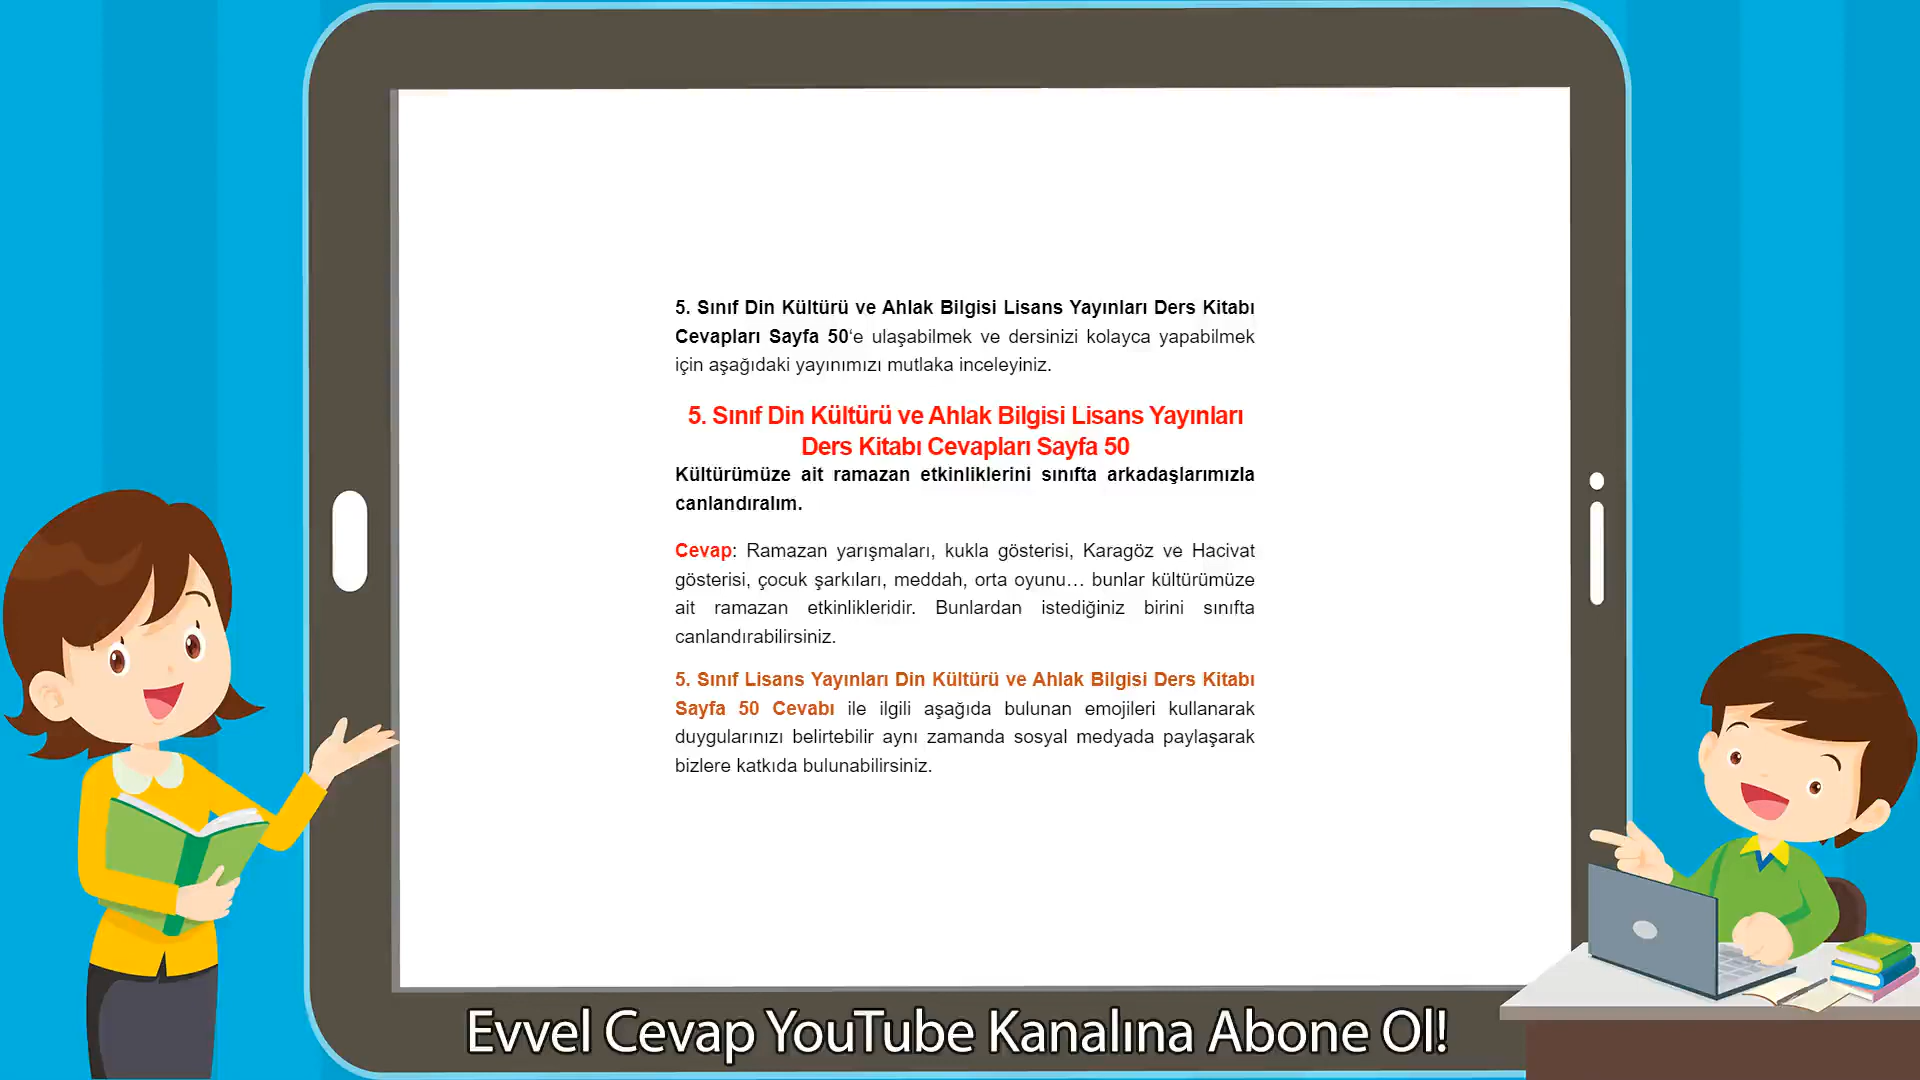 5. Sınıf Din Kültürü ve Ahlak Bilgisi Lisans Yayınları Ders Kitabı
Cevapları Sayfa 50‘e ulaşabilmek ve dersinizi kolayca yapabilmek
için aşağıdaki yayınımızı mutlaka inceleyiniz.
5. Sınıf Din Kültürü ve Ahlak Bilgisi Lisans Yayınları
Ders Kitabı Cevapları Sayfa 50
Kültürümüze ait ramazan etkinliklerini sınıfta arkadaşlarımızla
canlandıralım.
Cevap: Ramazan yarışmaları, kukla gösterisi, Karagöz ve Hacivat
gösterisi, çocuk şarkıları, meddah, orta oyunu… bunlar kültürümüze
ait ramazan etkinlikleridir. Bunlardan istediğiniz birini sınıfta
canlandırabilirsiniz.
5. Sınıf Lisans Yayınları Din Kültürü ve Ahlak Bilgisi Ders Kitabı
Sayfa 50 Cevabı ile ilgili aşağıda bulunan emojileri kullanarak
duygularınızı belirtebilir aynı zamanda sosyal medyada paylaşarak
bizlere katkıda bulunabilirsiniz.
Evvel Cevap YouTube Kanalına Abone Ol!